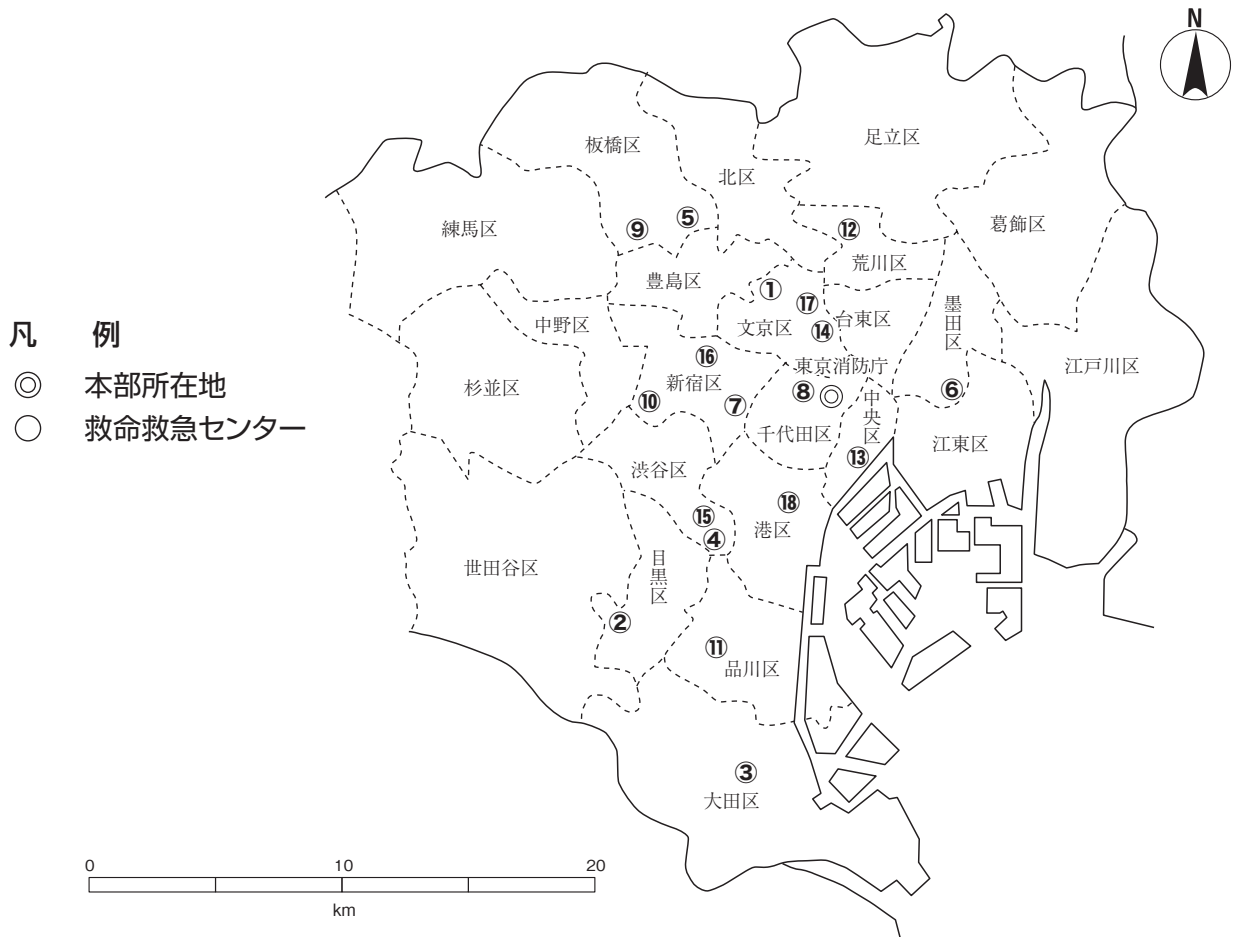 N
足立区
板橋区
北区
葛飾区
練馬区
⑨
⑤
⑫
荒川区
豊島区
①
⑰
墨田区
中野区
文京区
⑭
台東区
凡 例
⑯
東京消防庁
江戸川区
◎ 本部所在地
杉並区
新宿区
⑧
◎
⑥
○ 救命救急センター
⑩
⑦
千代田区
中央区
江東区
渋谷区
⑬
⑮
⑱
港区
④
世田谷区
目黒区
②
⑪
品川区
③
大田区
0 10 20
km